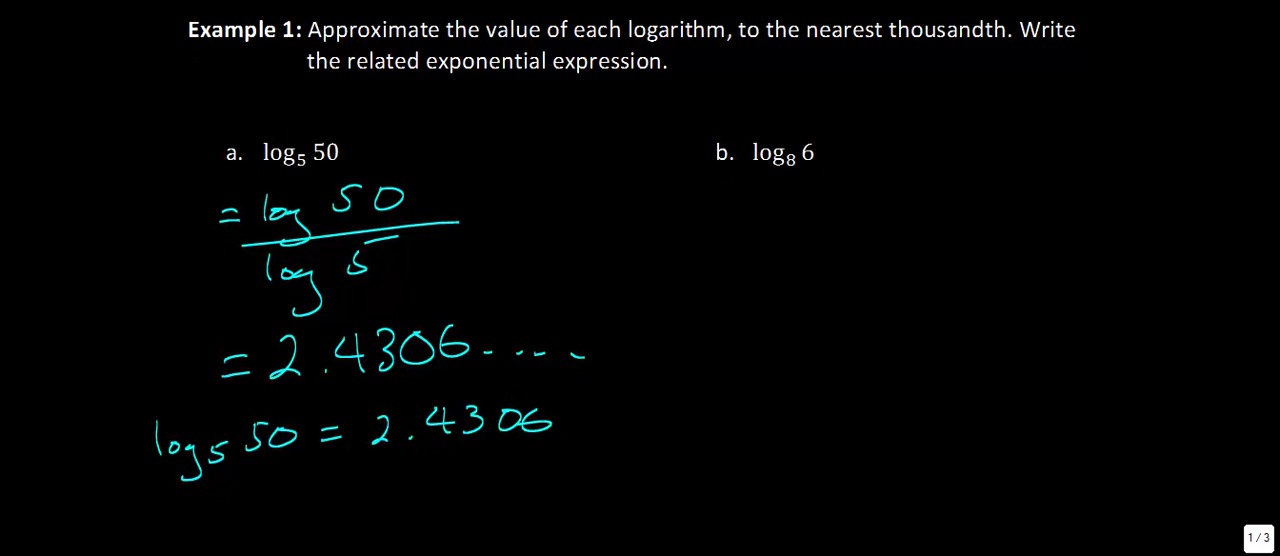 Example 1: Approximate the value of each logarithm, to the nearest thousandth. Write
the related exponential expression.
a. log₅ 50
b. log₈ 6
= log 50
log 5
= 2.4306.....
log₅ 50 = 2.4306
1 / 3